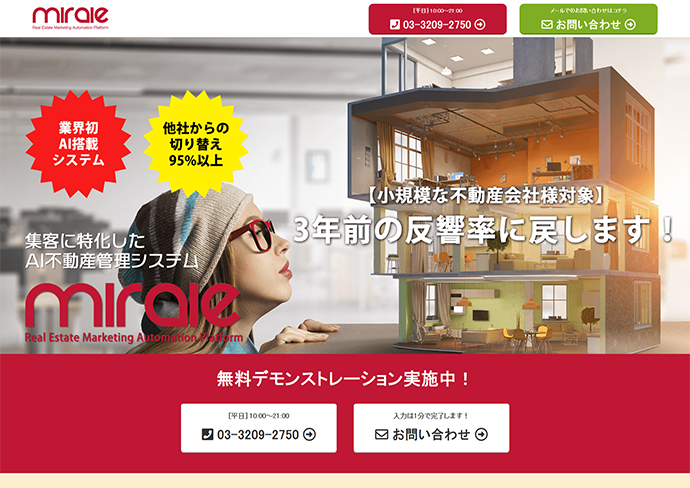 miraie
Real Estate Marketing Automation Platform
【平日】10:00～21:00
03-3209-2750
メールでのお問い合わせはコチラ
お問い合わせ
業界初
AI搭載
システム
他社からの
切り替え
95%以上
【小規模な不動産会社様対象】
3年前の反響率に戻します！
集客に特化した
AI不動産管理システム
miraie
Real Estate Marketing Automation Platform
無料デモンストレーション実施中！
【平日】10:00～21:00
03-3209-2750
入力は1分で完了します！
お問い合わせ